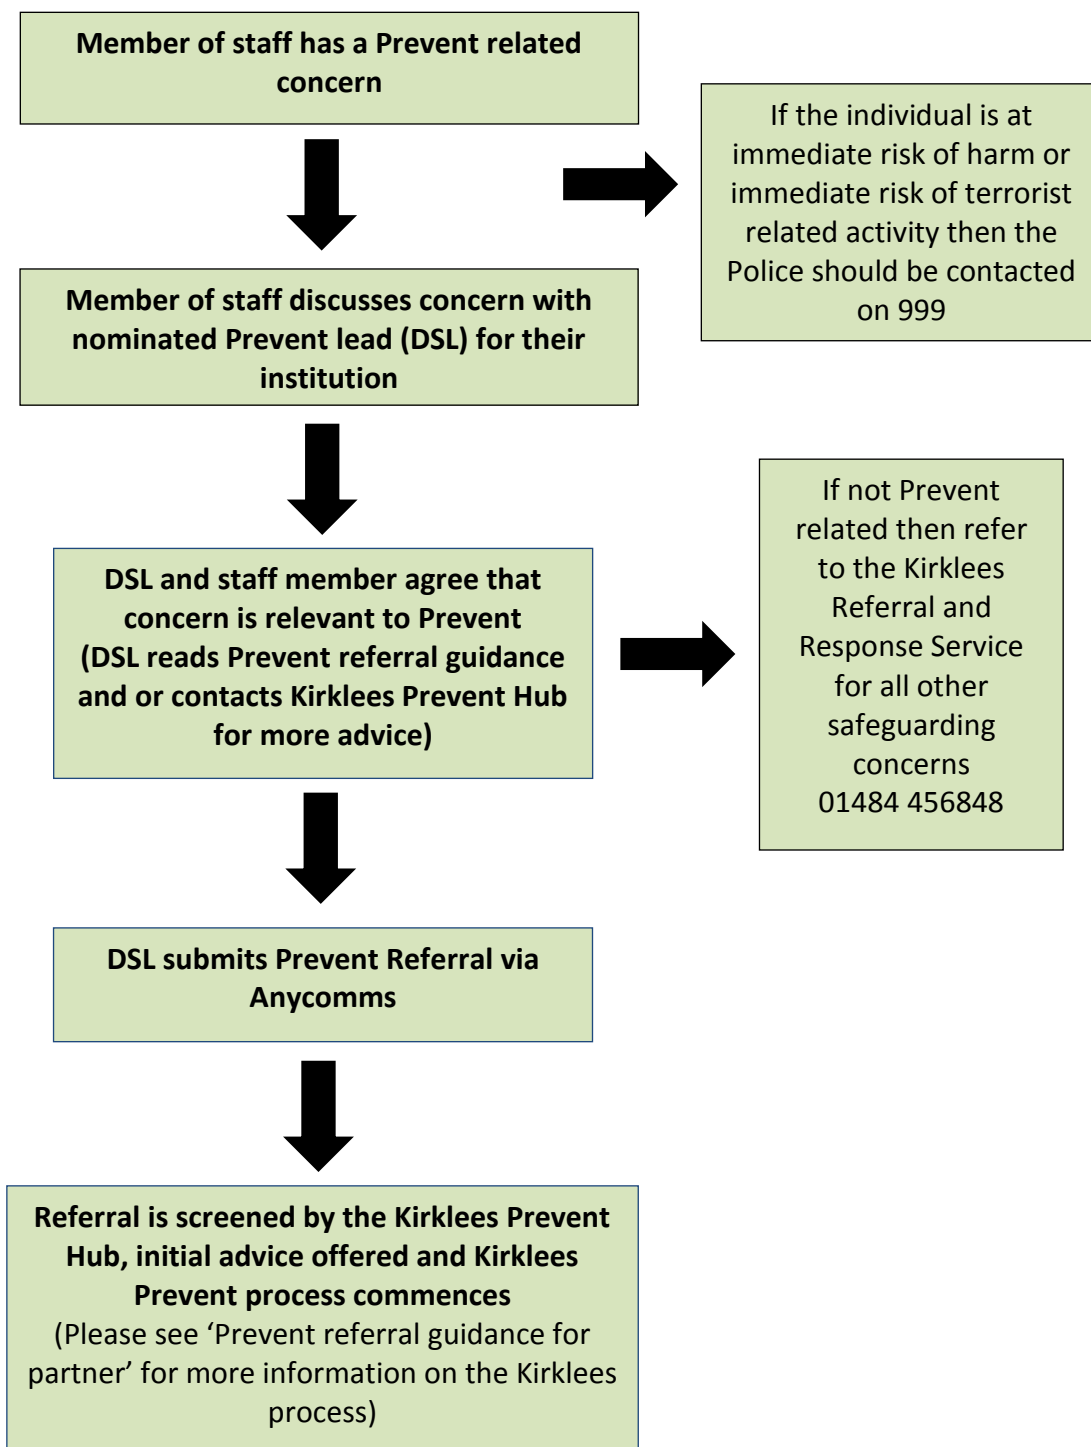 Member of staff has a Prevent related
concern
If the individual is at
immediate risk of harm or
immediate risk of terrorist
related activity then the
Police should be contacted
on 999
Member of staff discusses concern with
nominated Prevent lead (DSL) for their
institution
DSL and staff member agree that
concern is relevant to Prevent
(DSL reads Prevent referral guidance
and or contacts Kirklees Prevent Hub
for more advice)
If not Prevent
related then refer
to the Kirklees
Referral and
Response Service
for all other
safeguarding
concerns
01484 456848
DSL submits Prevent Referral via
Anycomms
Referral is screened by the Kirklees Prevent
Hub, initial advice offered and Kirklees
Prevent process commences
(Please see ‘Prevent referral guidance for
partner’ for more information on the Kirklees
process)